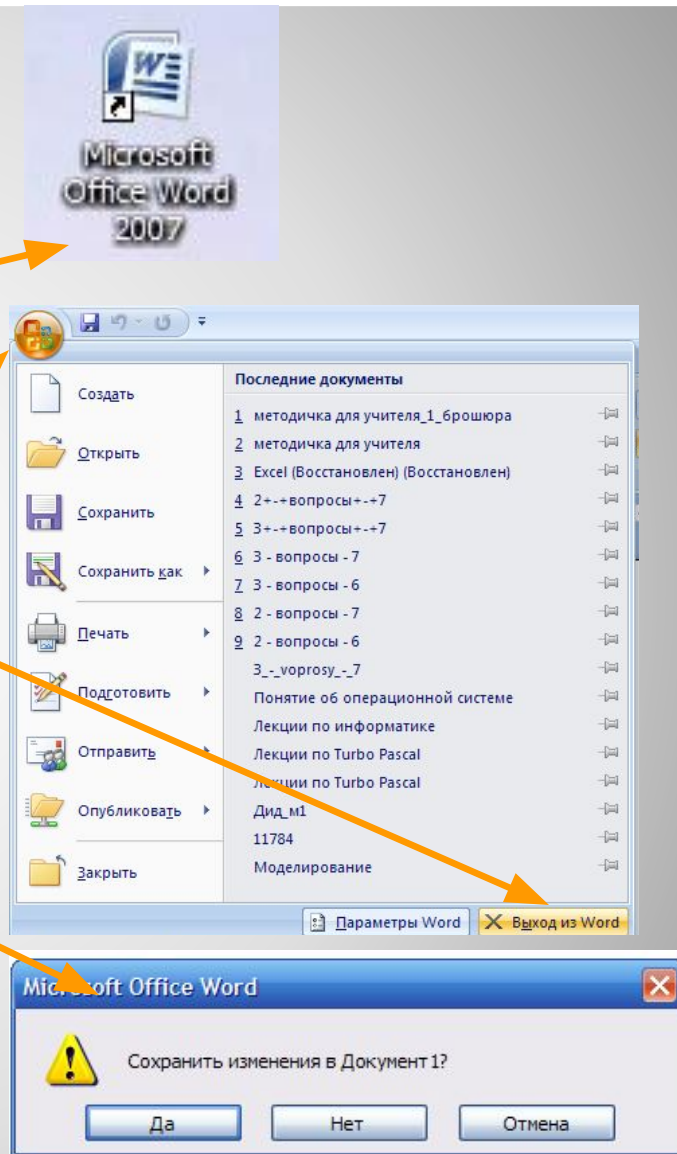 Microsoft
Office Word
2007
Создать
Открыть
Сохранить
Сохранить как
Печать
Подготовить
Отправить
Опубликовать
Закрыть
Последние документы
1 методичка для учителя_1_брошюра
2 методичка для учителя
3 Excel (Восстановлен) (Восстановлен)
4 2+-+вопросы+-+7
5 3+-+вопросы+-+7
6 3 - вопросы - 7
7 3 - вопросы - 6
8 2 - вопросы - 7
9 2 - вопросы - 6
3_-_voprosy_-_7
Понятие об операционной системе
Лекции по информатике
Лекции по Turbo Pascal
Лекции по Turbo Pascal
Дид_м1
11784
Моделирование
Параметры Word
Выход из Word
Microsoft Office Word
Сохранить изменения в Документ1?
Да
Нет
Отмена